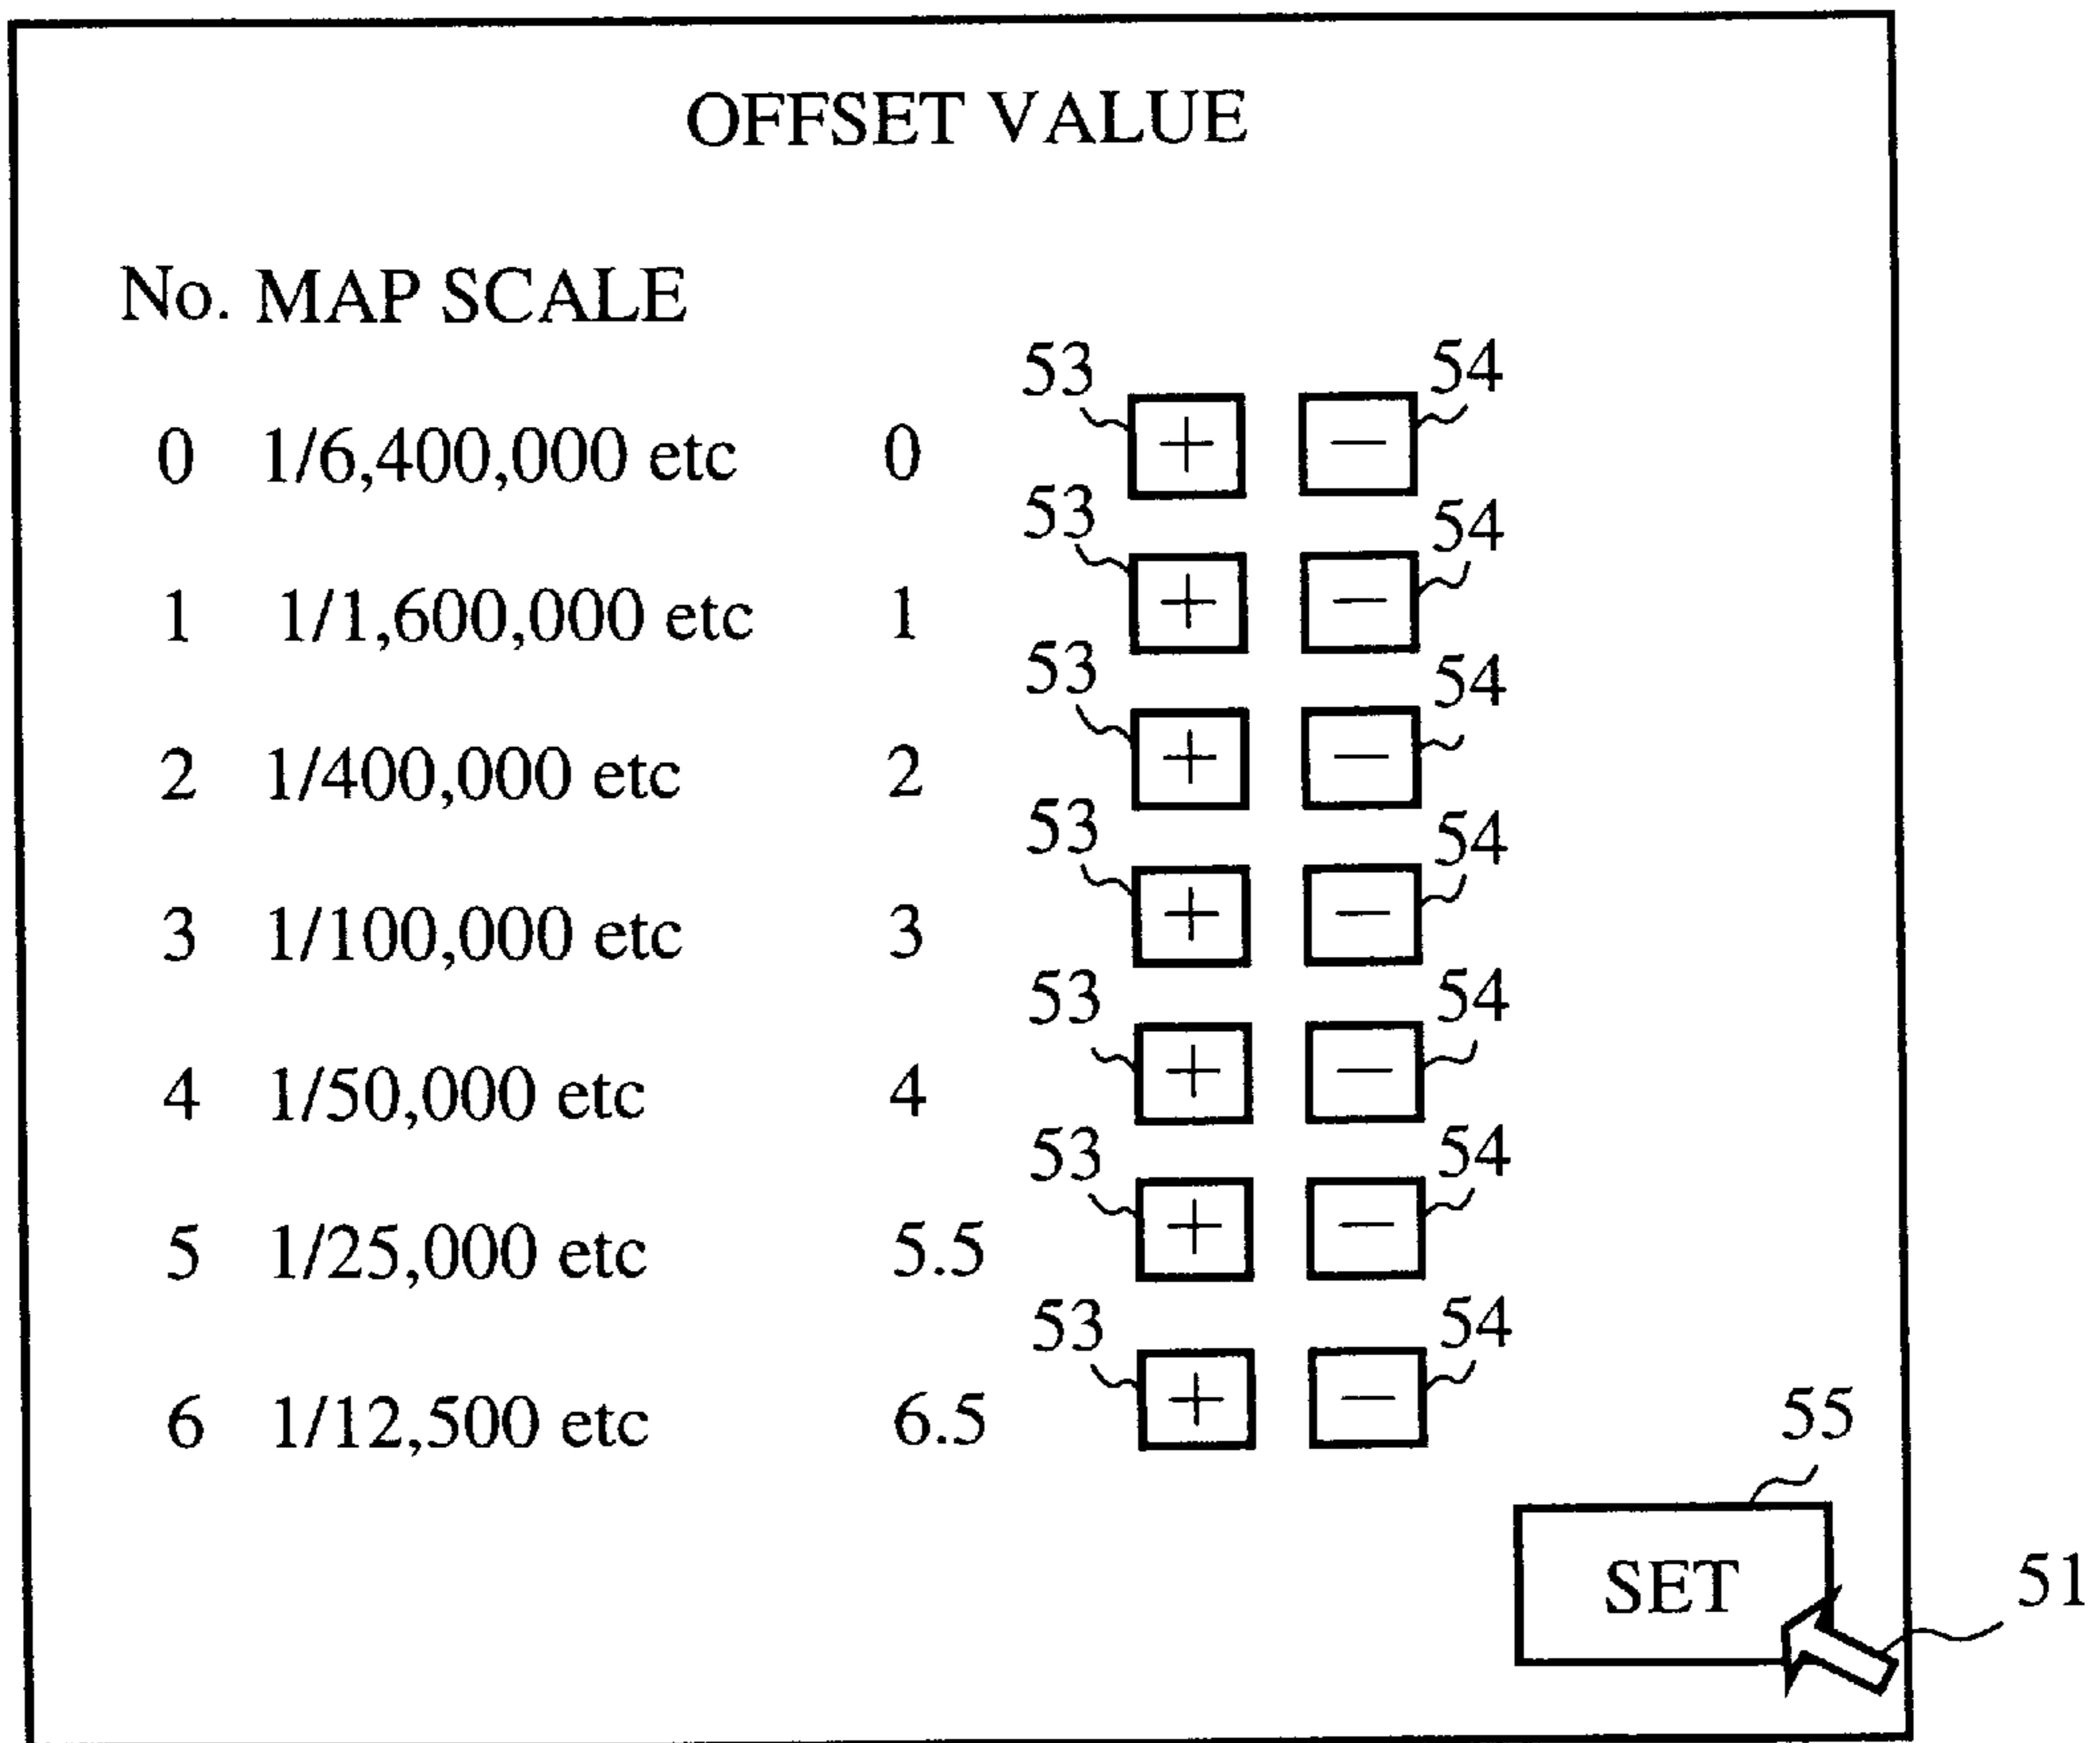 OFFSET VALUE
No. MAP SCALE
53 54
0 1/6,400,000 etc 0 + −
53 54
1 1/1,600,000 etc 1 + −
53 54
2 1/400,000 etc 2 + −
53 54
3 1/100,000 etc 3 + −
53 54
4 1/50,000 etc 4 + −
53 54
5 1/25,000 etc 5.5 + −
53 54
6 1/12,500 etc 6.5 + −
55
SET
51